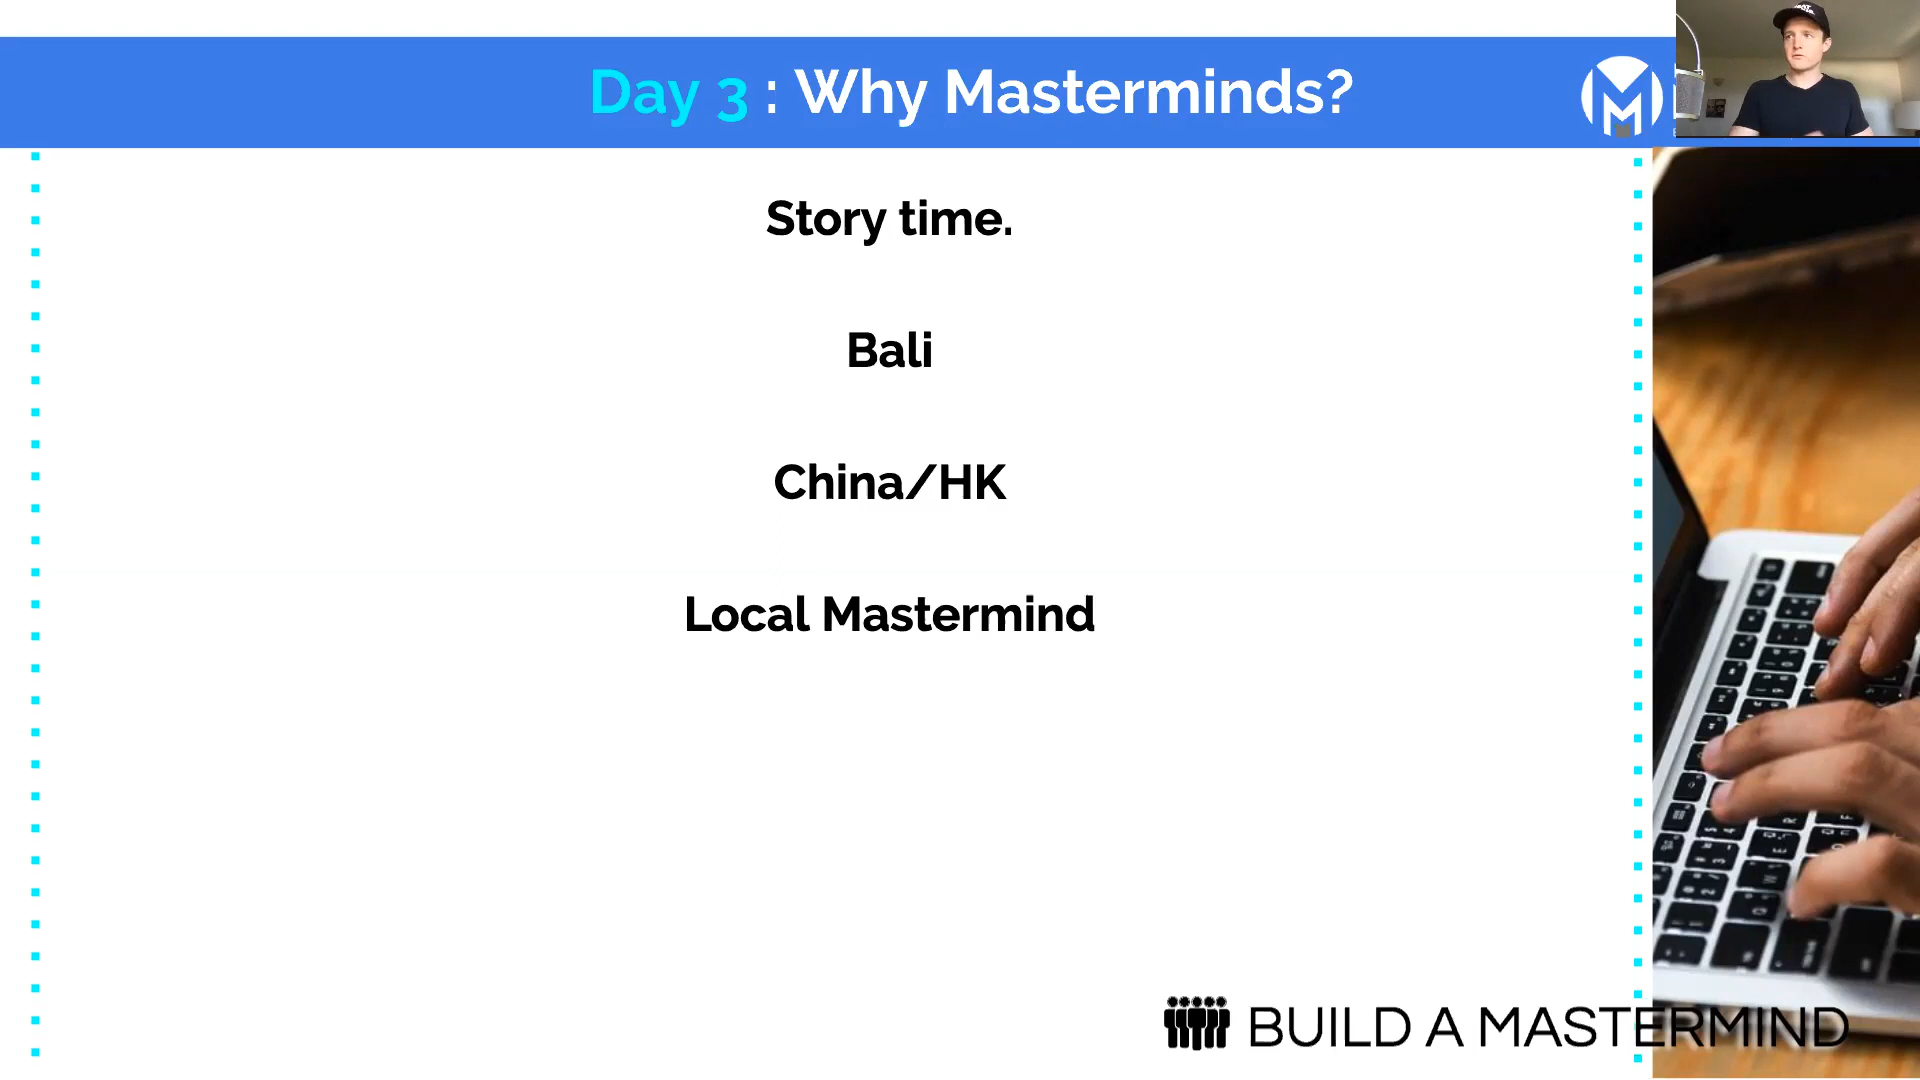 Day 3 : Why Masterminds?
Story time.
Bali
China/HK
Local Mastermind
BUILD A MASTERMIND